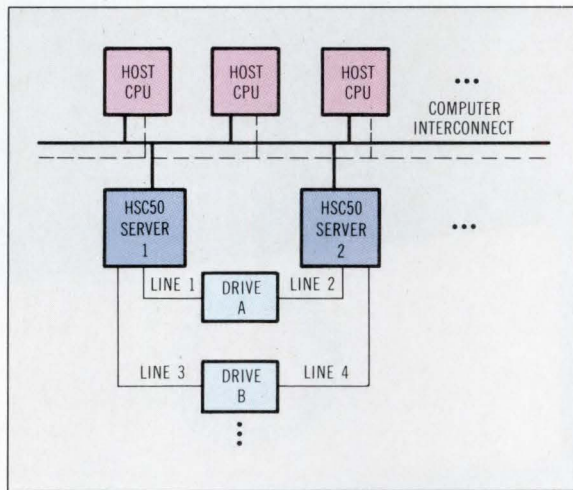 HOST
CPU
HOST
CPU
HOST
CPU
•••
COMPUTER
INTERCONNECT
HSC50
SERVER
1
HSC50
SERVER
2
•••
LINE 1
DRIVE
A
LINE 2
LINE 3
DRIVE
B
LINE 4